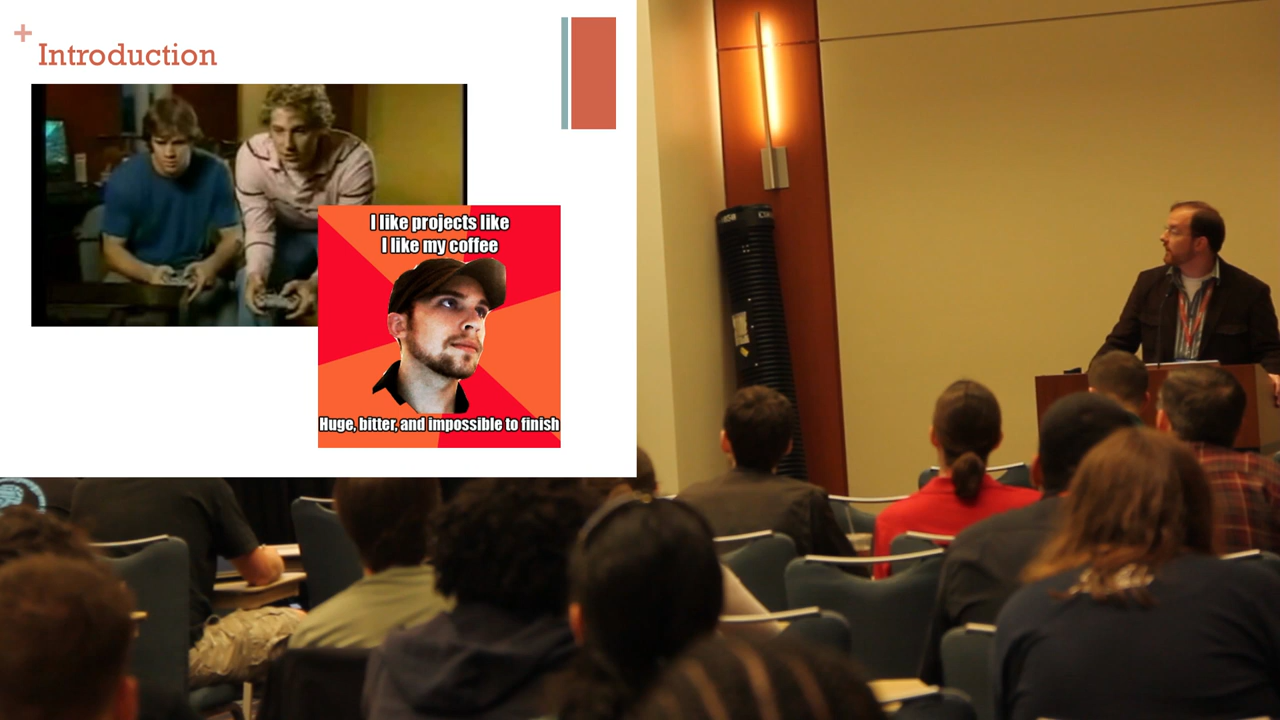 +
Introduction
I like projects like
I like my coffee
Huge, bitter, and impossible to finish